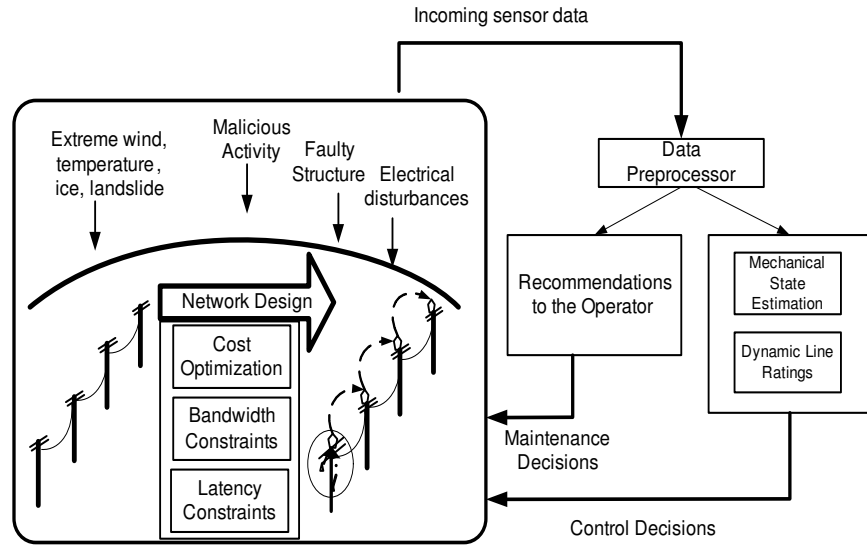 Incoming sensor data
Extreme wind,
temperature,
ice, landslide
Malicious
Activity
Faulty
Structure
Electrical
disturbances
Network Design
Cost
Optimization
Bandwidth
Constraints
Latency
Constraints
Data
Preprocessor
Recommendations
to the Operator
Mechanical
State
Estimation
Dynamic Line
Ratings
Maintenance
Decisions
Control Decisions